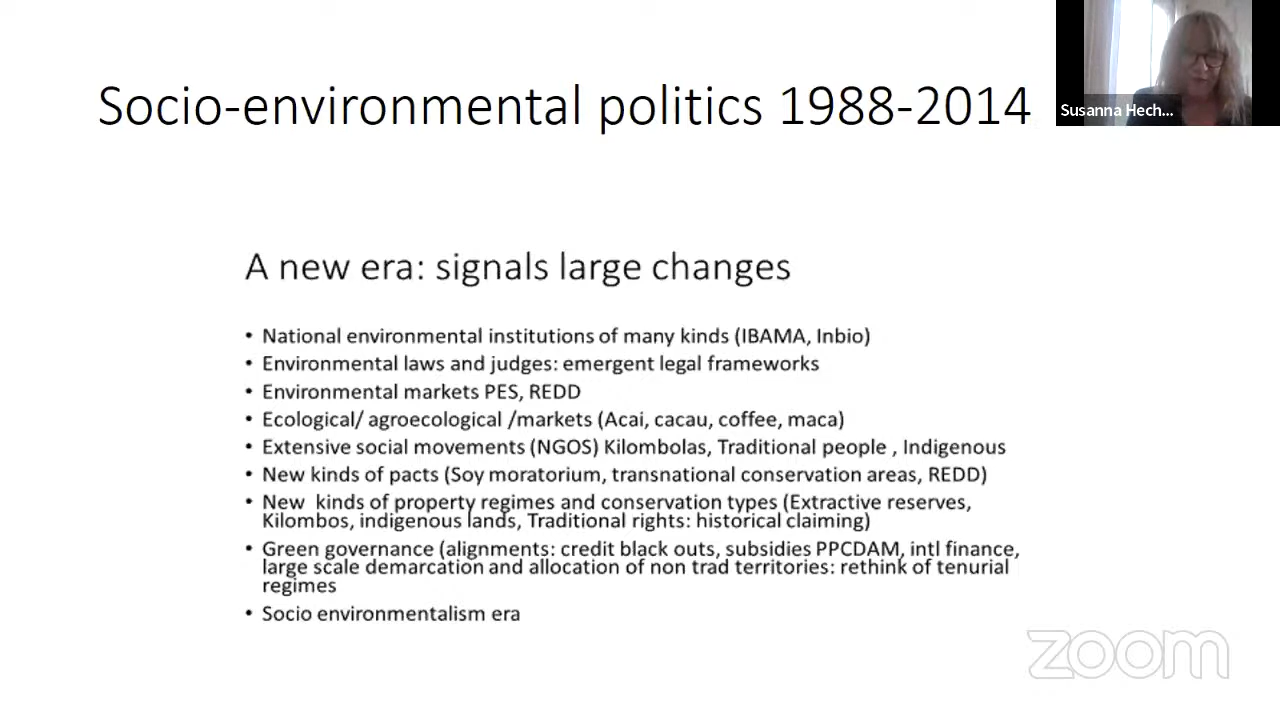 Socio-environmental politics 1988-2014
Susanna Hech...
A new era: signals large changes
• National environmental institutions of many kinds (IBAMA, Inbio)
• Environmental laws and judges: emergent legal frameworks
• Environmental markets PES, REDD
• Ecological/ agroecological /markets (Acai, cacau, coffee, maca)
• Extensive social movements (NGOS) Kilombolas, Traditional people , Indigenous
• New kinds of pacts (Soy moratorium, transnational conservation areas, REDD)
• New  kinds of property regimes and conservation types (Extractive reserves,
Kilombos, indigenous lands, Traditional rights: historical claiming)
• Green governance (alignments: credit black outs, subsidies PPCDAM, intl finance,
large scale demarcation and allocation of non trad territories: rethink of tenurial
regimes
• Socio environmentalism era
zoom